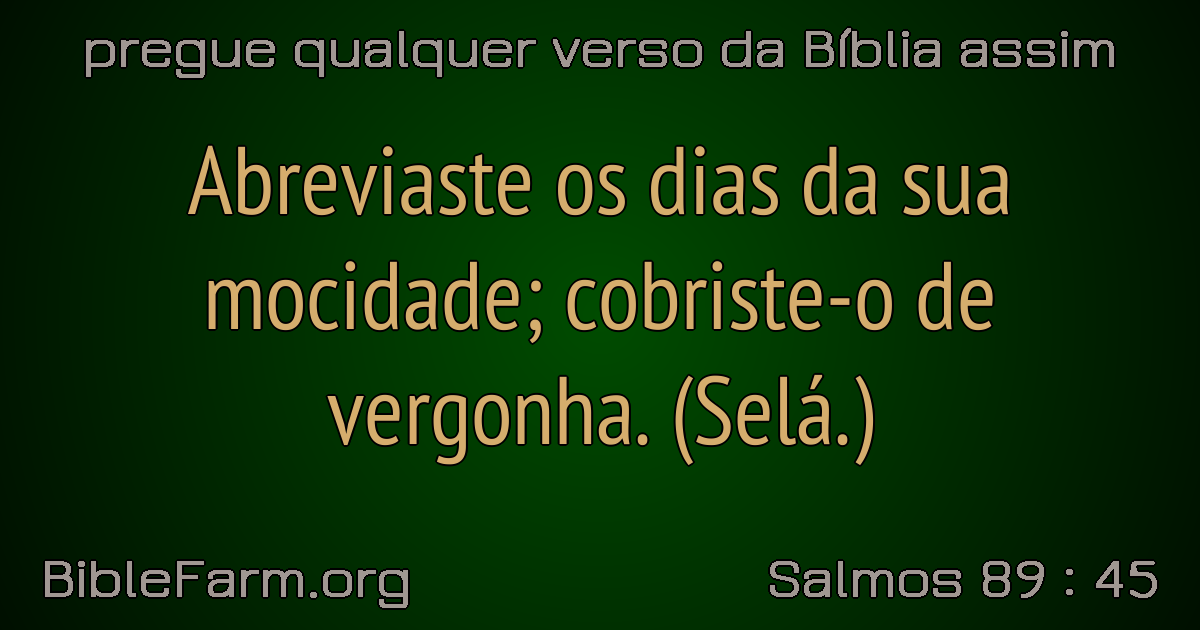 pregue qualquer verso da Bíblia assim
Abreviaste os dias da sua
mocidade; cobriste-o de
vergonha. (Selá.)
BibleFarm.org
Salmos 89 : 45